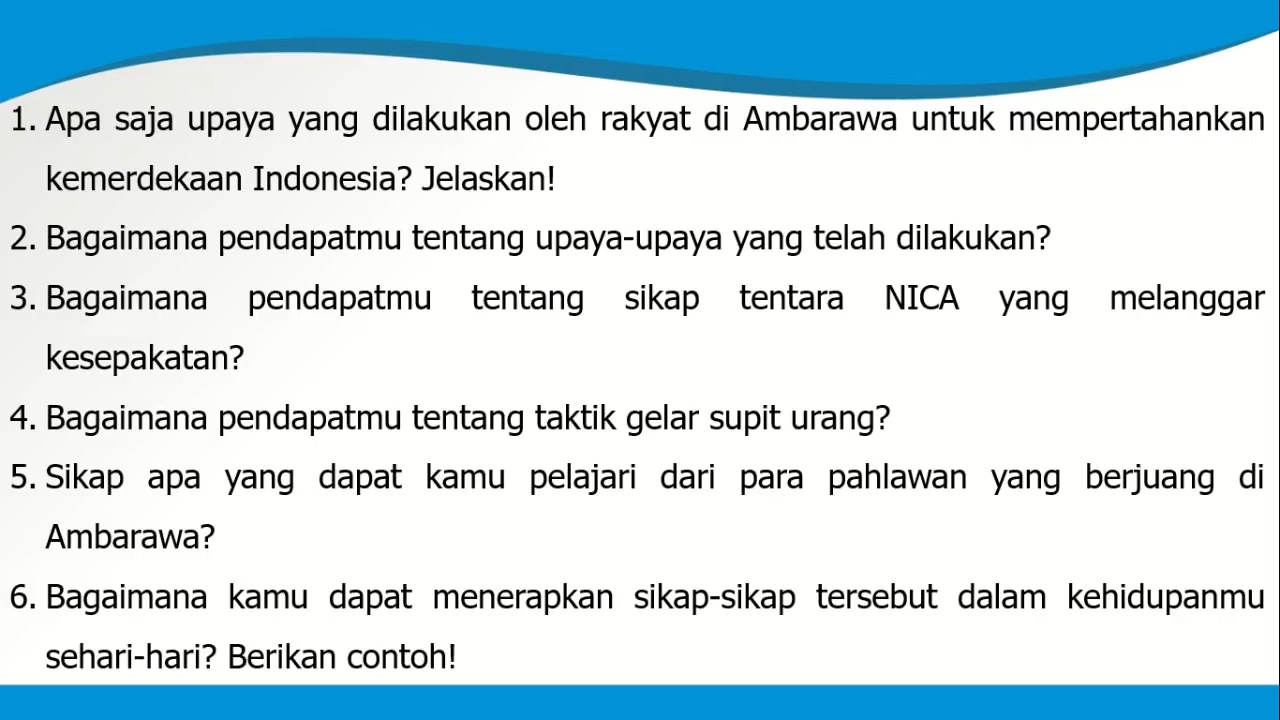 1. Apa saja upaya yang dilakukan oleh rakyat di Ambarawa untuk mempertahankan
kemerdekaan Indonesia? Jelaskan!
2. Bagaimana pendapatmu tentang upaya-upaya yang telah dilakukan?
3. Bagaimana pendapatmu tentang sikap tentara NICA yang melanggar
kesepakatan?
4. Bagaimana pendapatmu tentang taktik gelar supit urang?
5. Sikap apa yang dapat kamu pelajari dari para pahlawan yang berjuang di
Ambarawa?
6. Bagaimana kamu dapat menerapkan sikap-sikap tersebut dalam kehidupanmu
sehari-hari? Berikan contoh!